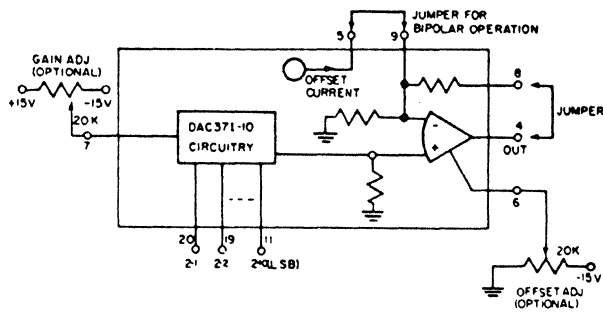 5
9
JUMPER FOR
BIPOLAR OPERATION
GAIN ADJ
(OPTIONAL)
+15V
-15V
20K
7
OFFSET
CURRENT
8
JUMPER
DAC371-10
CIRCUITRY
-
+
4
OUT
6
20
19
11
2-1
2-2
2-10(LSB)
20K
-15V
OFFSET ADJ
(OPTIONAL)